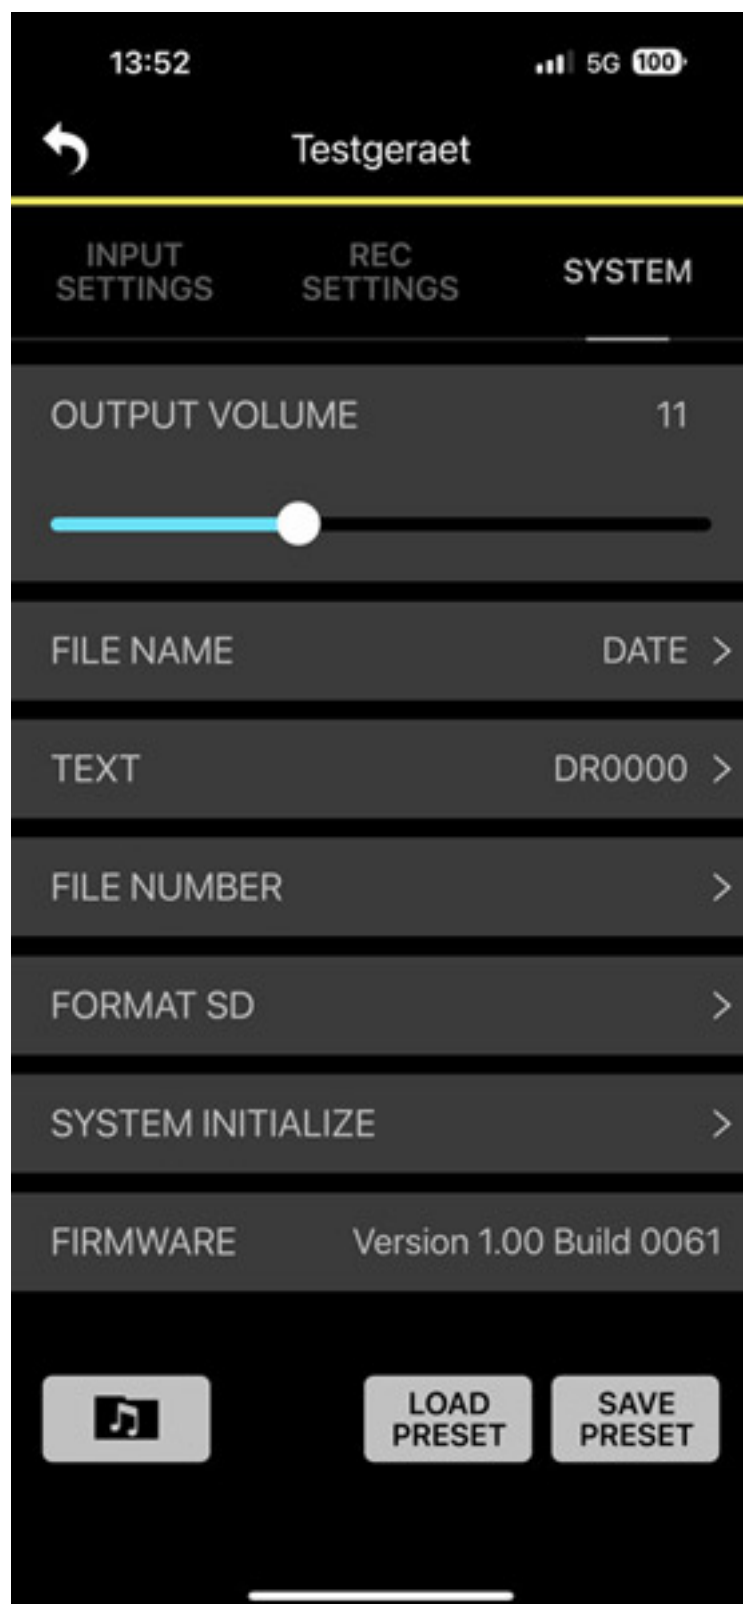 13:52 5G 100
Testgeraet
INPUT SETTINGS
REC SETTINGS
SYSTEM
OUTPUT VOLUME 11
FILE NAME DATE >
TEXT DR0000 >
FILE NUMBER >
FORMAT SD >
SYSTEM INITIALIZE >
FIRMWARE Version 1.00 Build 0061
LOAD PRESET
SAVE PRESET